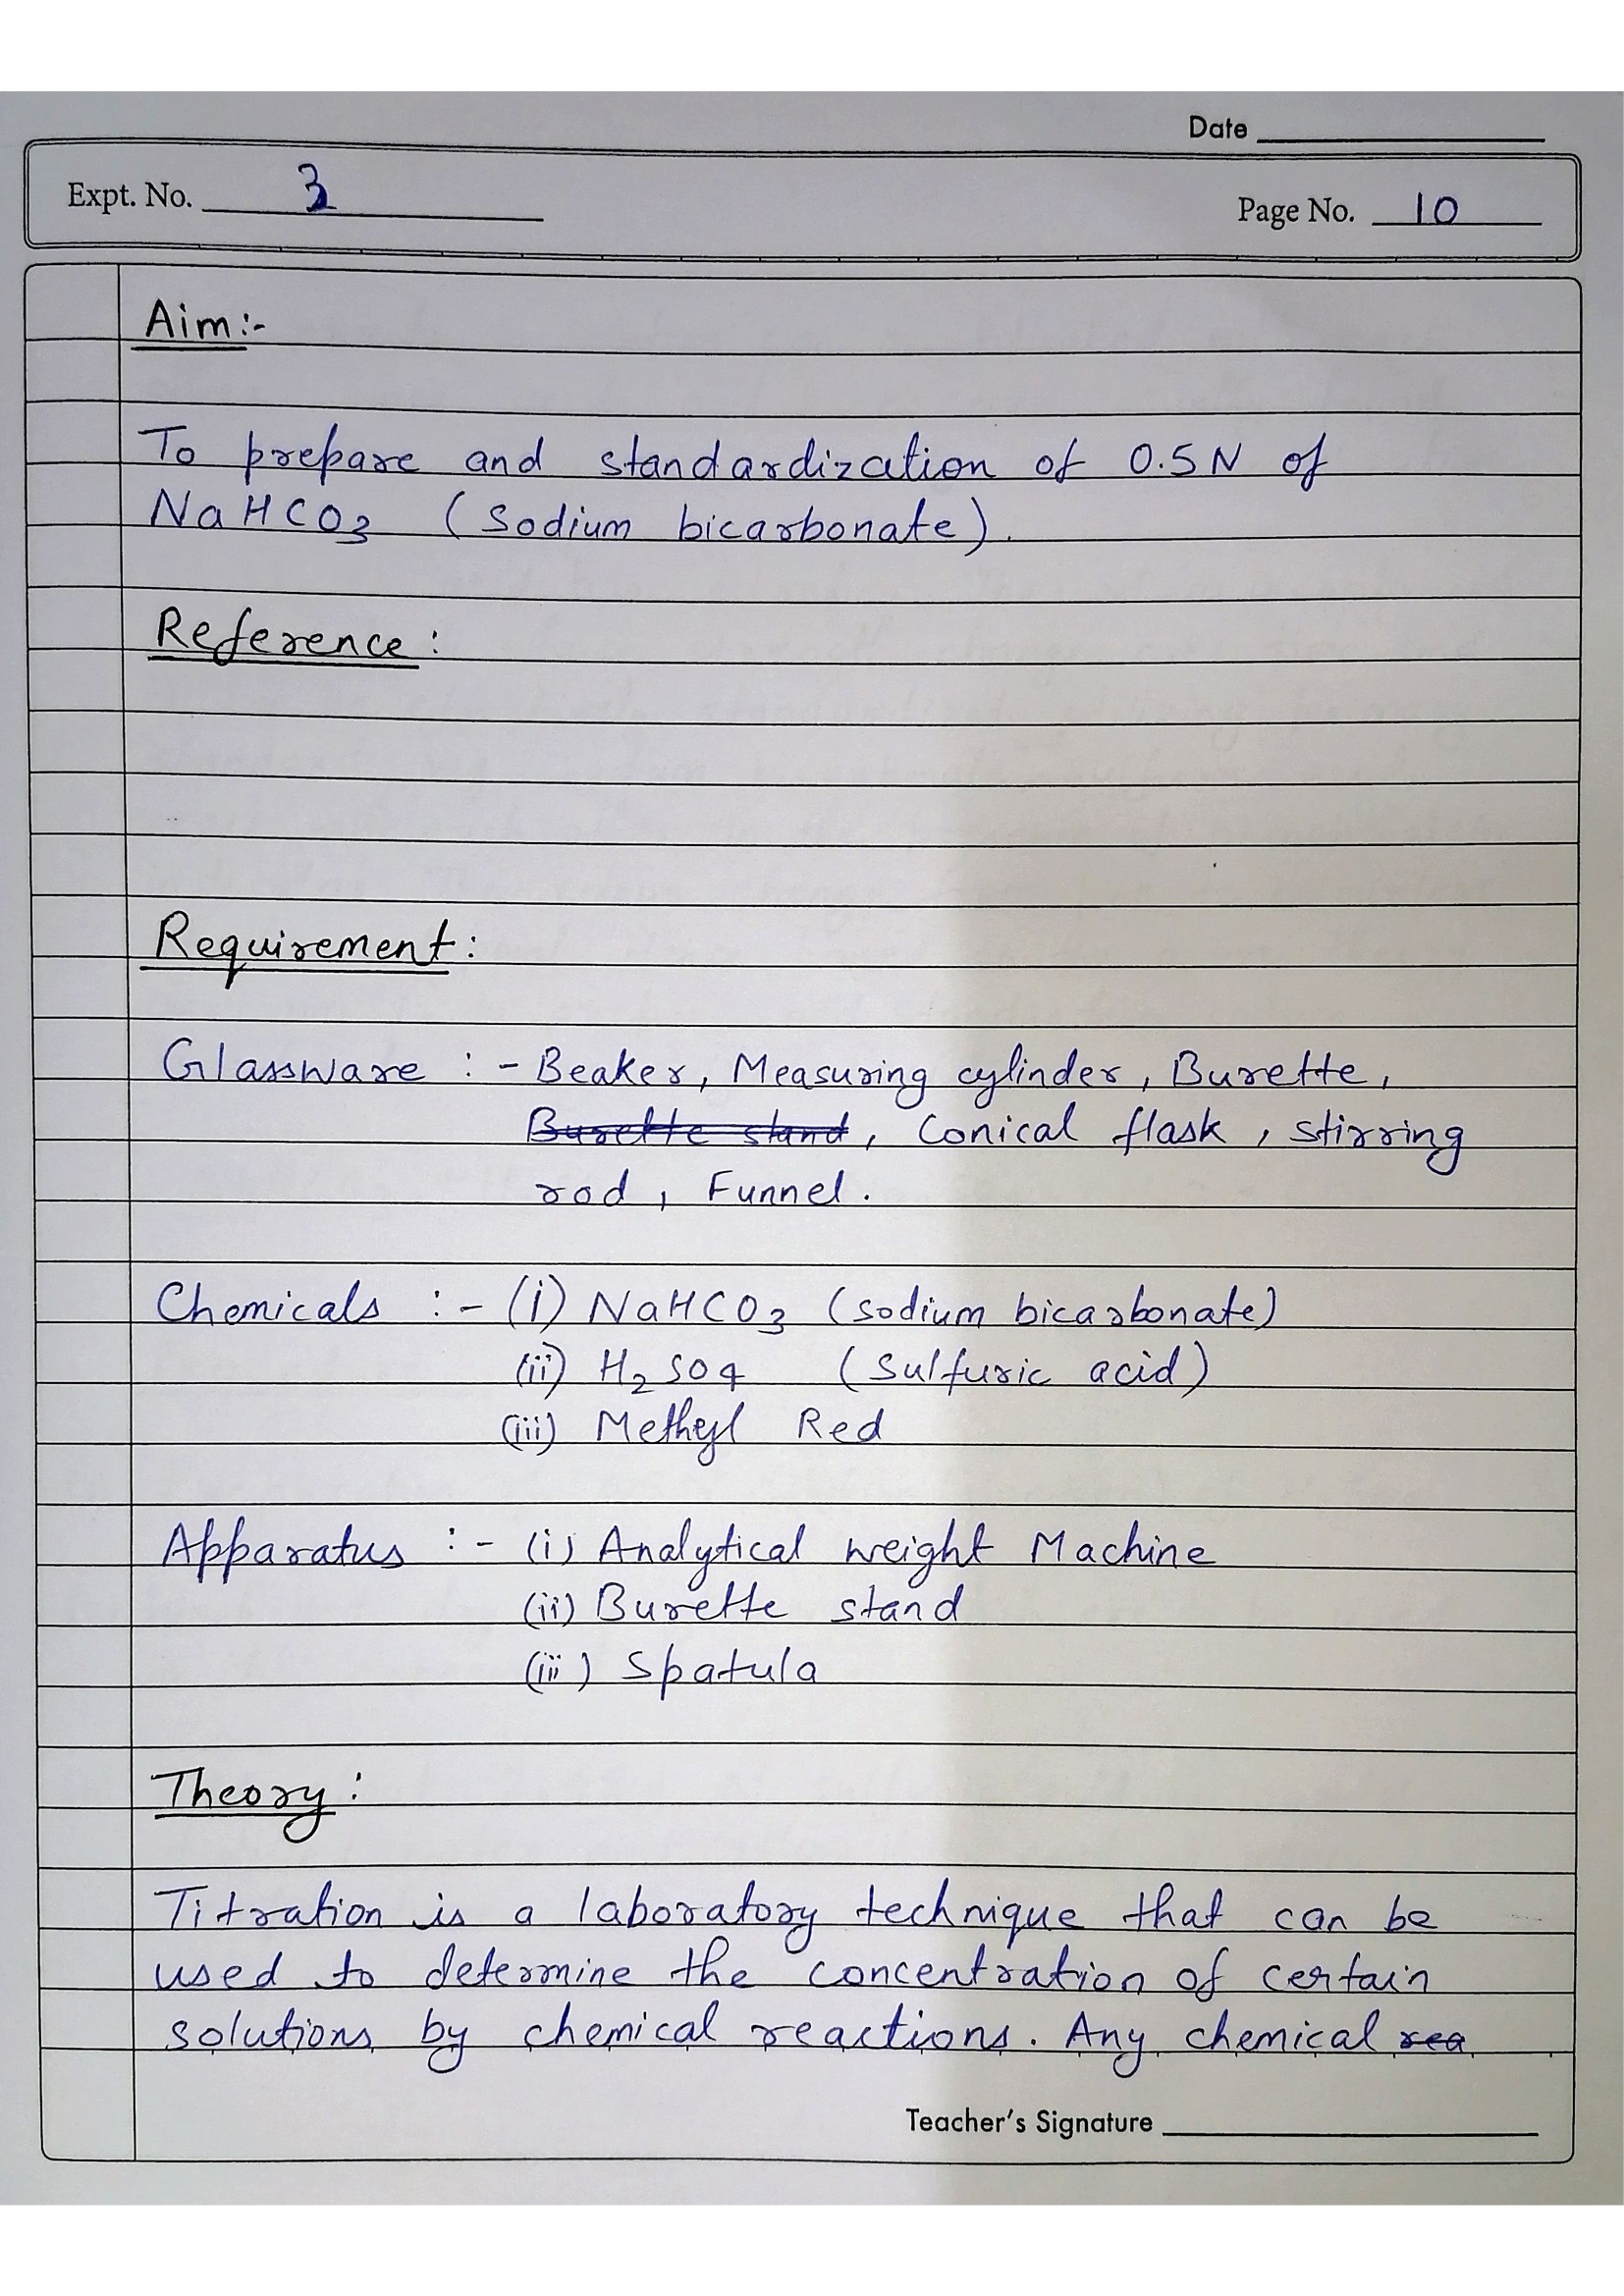 Date
Expt. No. 3
Page No. 10
Aim:-
To prepare and standardization of 0.5N of
NaHCO3 (Sodium bicarbonate).
Reference:
Requirement:
Glassware :- Beaker, Measuring cylinder, Burette,
Burette stand, Conical flask, stirring
rod, Funnel.
Chemicals :- (i) NaHCO3 (sodium bicarbonate)
(ii) H2SO4 (Sulfuric acid)
(iii) Methyl Red
Apparatus :- (i) Analytical weight Machine
(ii) Burette stand
(iii) Spatula
Theory:
Titration is a laboratory technique that can be
used to determine the concentration of certain
solutions by chemical reactions. Any chemical rea
Teacher's Signature